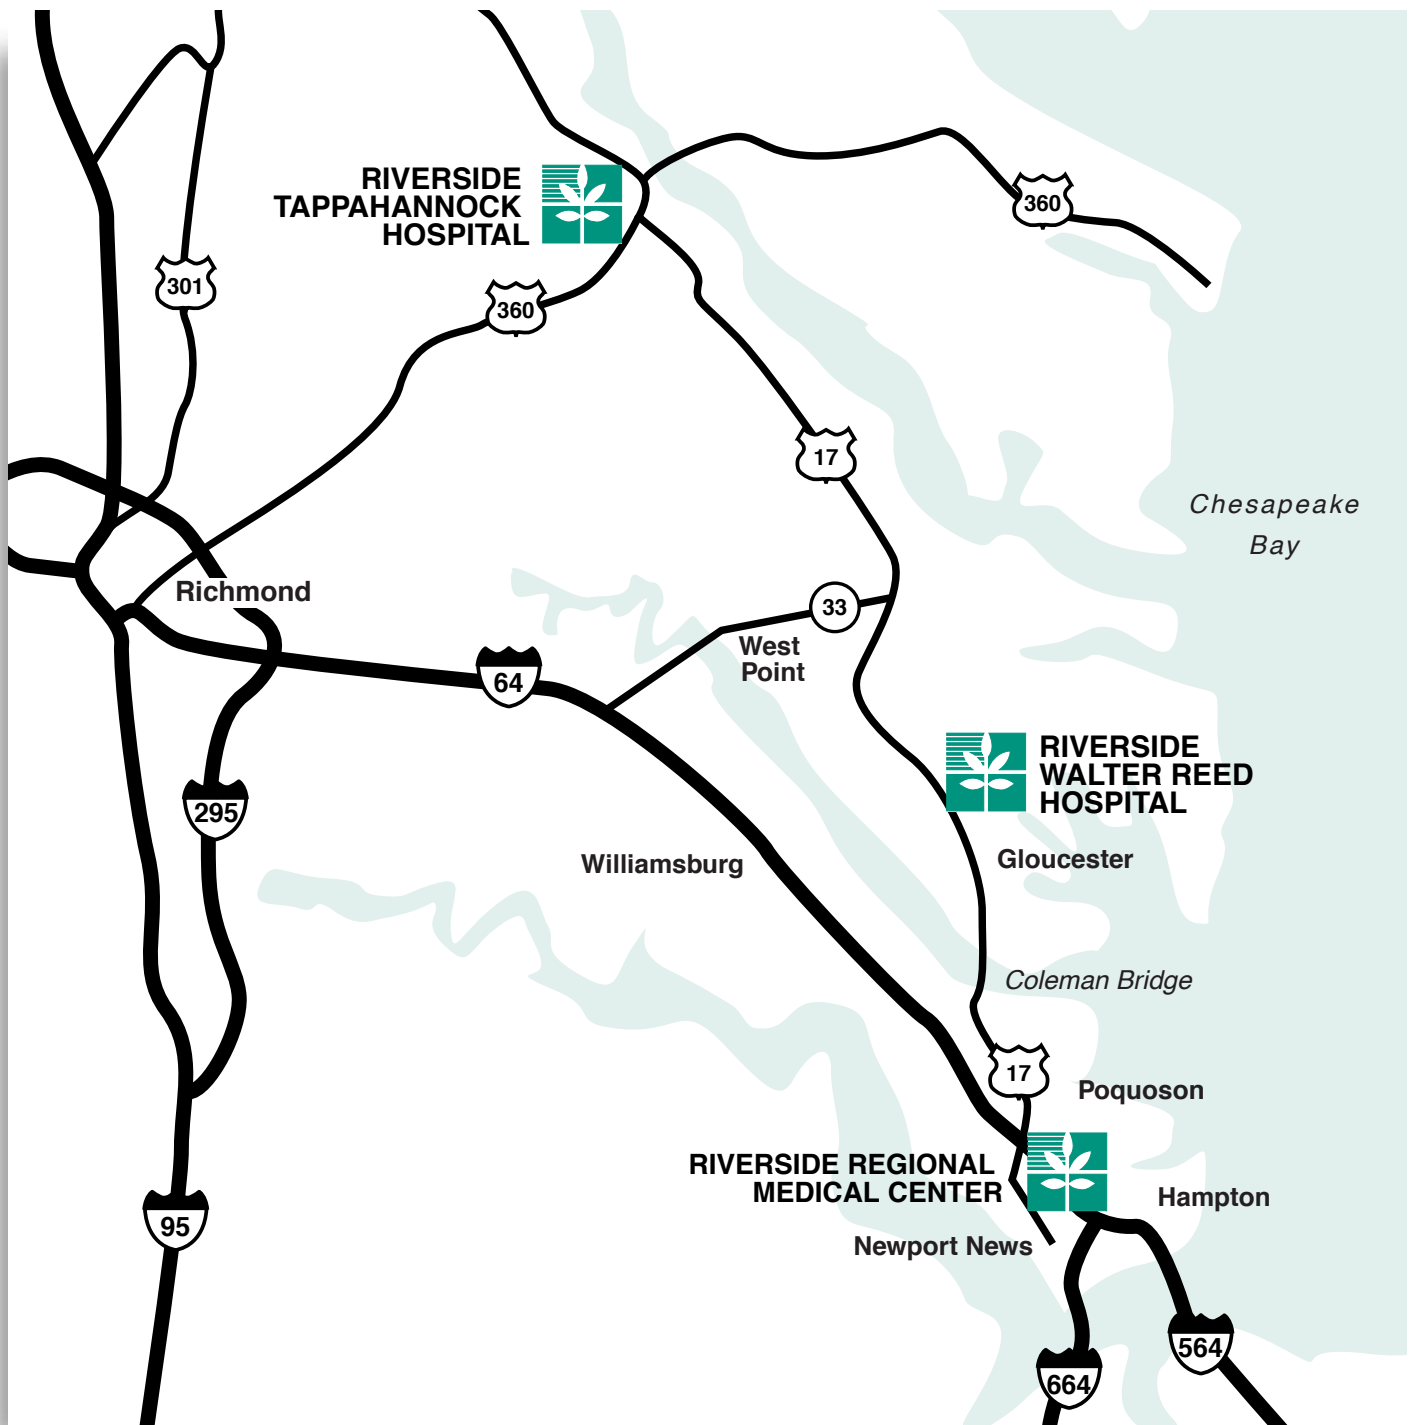 RIVERSIDE
TAPPAHANNOCK
HOSPITAL
360
301
360
17
Chesapeake
Bay
Richmond
33
West
Point
64
RIVERSIDE
WALTER REED
HOSPITAL
295
Williamsburg
Gloucester
Coleman Bridge
17
Poquoson
RIVERSIDE REGIONAL
MEDICAL CENTER
Hampton
95
Newport News
564
664